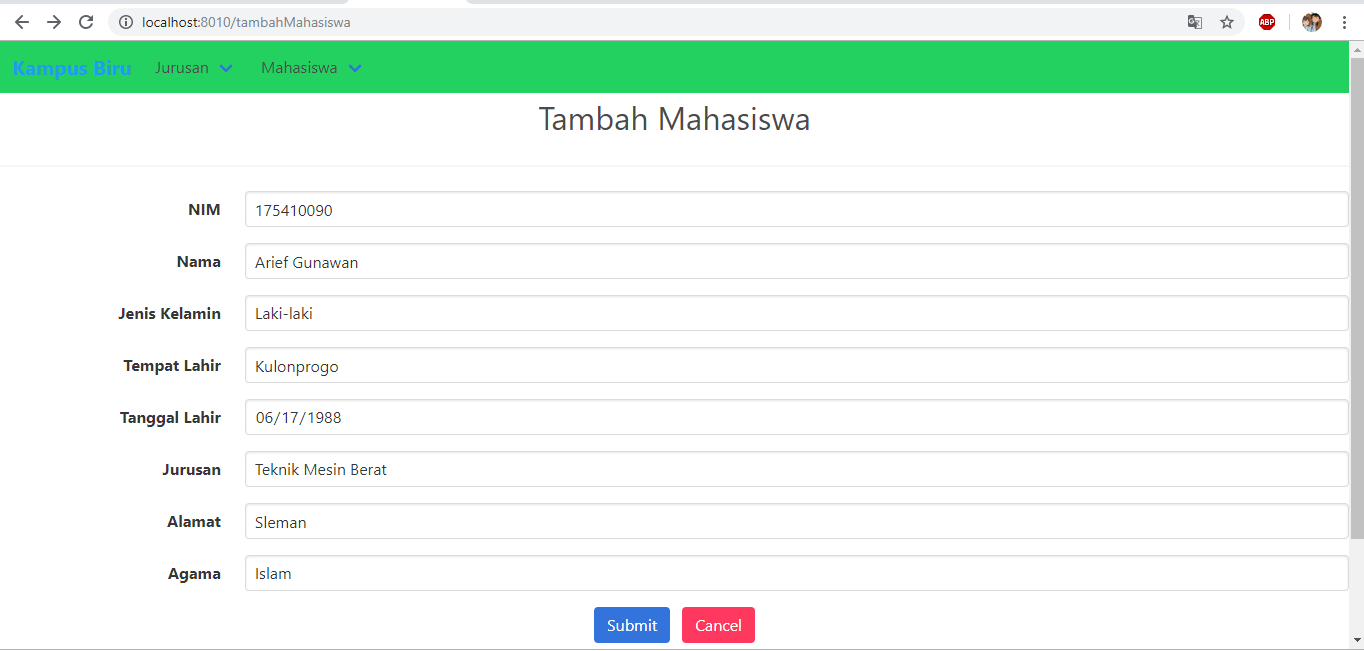 localhost:8010/tambahMahasiswa
ABP
Kampus Biru Jurusan Mahasiswa
Tambah Mahasiswa
NIM 175410090
Nama Arief Gunawan
Jenis Kelamin Laki-laki
Tempat Lahir Kulonprogo
Tanggal Lahir 06/17/1988
Jurusan Teknik Mesin Berat
Alamat Sleman
Agama Islam
Submit Cancel